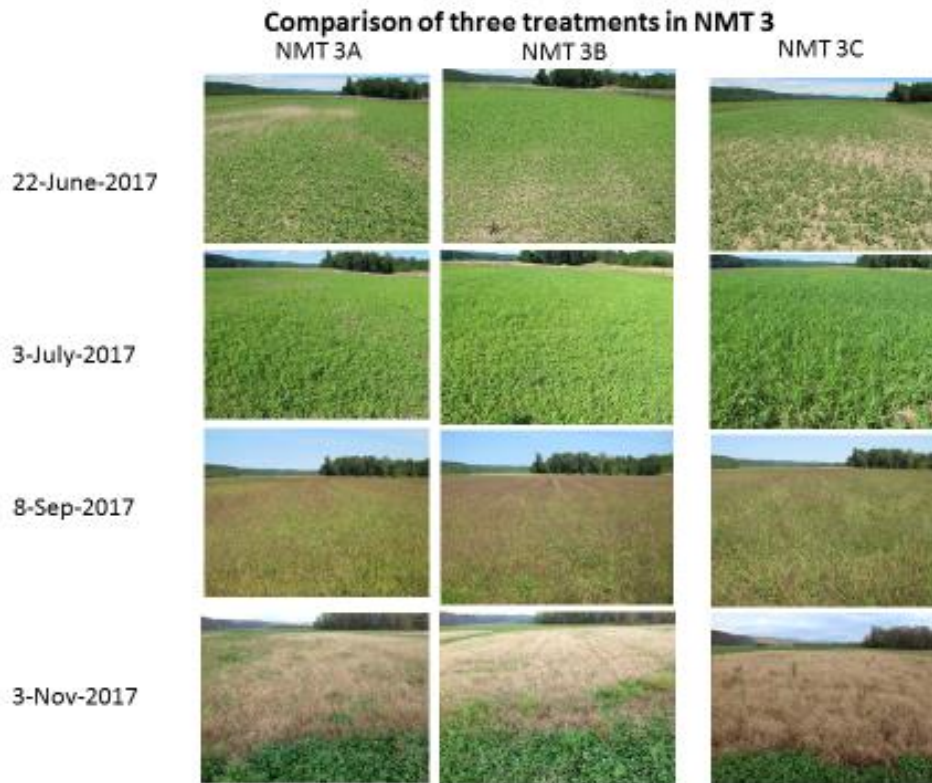 Comparison of three treatments in NMT 3
NMT 3A
NMT 3B
NMT 3C
22-June-2017
3-July-2017
8-Sep-2017
3-Nov-2017